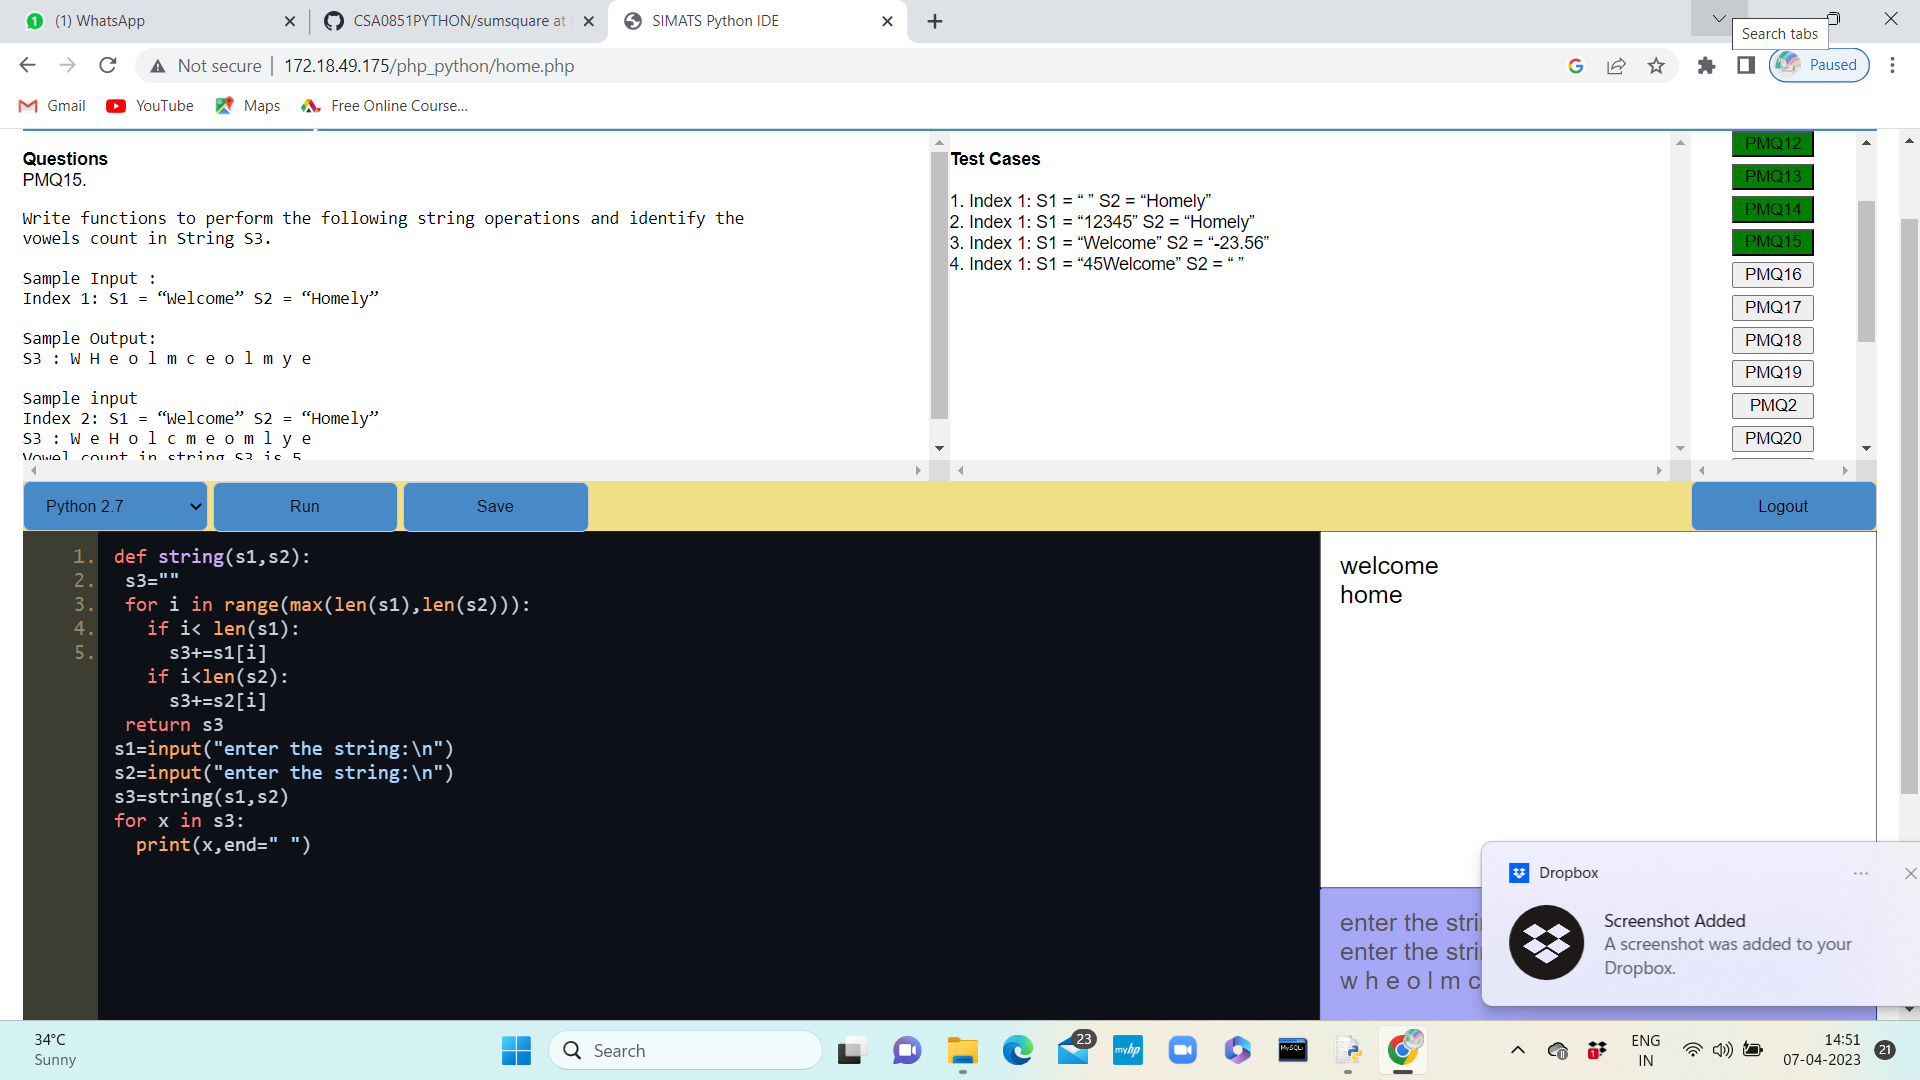 (1) WhatsApp
CSA0851PYTHON/sumsquare at
SIMATS Python IDE
Search tabs
Not secure
172.18.49.175/php_python/home.php
Paused
Gmail
YouTube
Maps
Free Online Course...
Questions
PMQ15.
Write functions to perform the following string operations and identify the
vowels count in String S3.
Sample Input :
Index 1: S1 = “Welcome” S2 = “Homely”
Sample Output:
S3 : W H e o l m c e o l m y e
Sample input
Index 2: S1 = “Welcome” S2 = “Homely”
S3 : W e H o l c m e o m l y e
Vowel count in string S3 is 5
Test Cases
1. Index 1: S1 = “ ” S2 = “Homely”
2. Index 1: S1 = “12345” S2 = “Homely”
3. Index 1: S1 = “Welcome” S2 = “-23.56”
4. Index 1: S1 = “45Welcome” S2 = “ ”
PMQ12
PMQ13
PMQ14
PMQ15
PMQ16
PMQ17
PMQ18
PMQ19
PMQ2
PMQ20
Python 2.7
Run
Save
Logout
1. def string(s1,s2):
2. s3=""
3. for i in range(max(len(s1),len(s2))):
4. if i< len(s1):
5. s3+=s1[i]
if i<len(s2):
s3+=s2[i]
return s3
s1=input("enter the string:\n")
s2=input("enter the string:\n")
s3=string(s1,s2)
for x in s3:
print(x,end=" ")
welcome
home
enter the stri
enter the stri
w h e o l m c
Dropbox
Screenshot Added
A screenshot was added to your
Dropbox.
34°C
Sunny
Search
23
myhp
MySQL
1
ENG
IN
14:51
07-04-2023
21